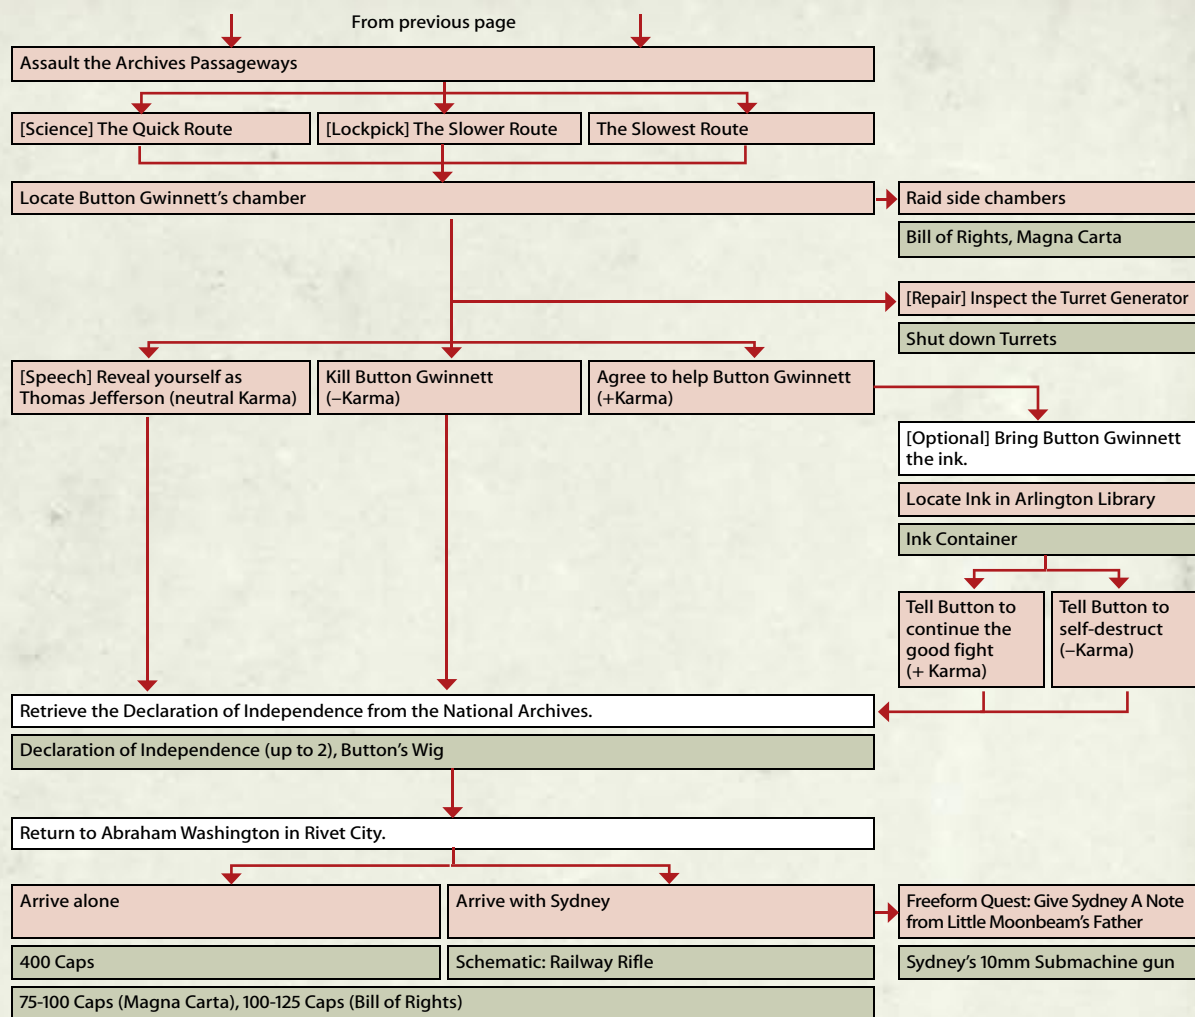 From previous page
Assault the Archives Passageways
[Science] The Quick Route
[Lockpick] The Slower Route
The Slowest Route
Locate Button Gwinnett’s chamber
Raid side chambers
Bill of Rights, Magna Carta
[Repair] Inspect the Turret Generator
Shut down Turrets
[Speech] Reveal yourself as
Thomas Jefferson (neutral Karma)
Kill Button Gwinnett
(–Karma)
Agree to help Button Gwinnett
(+Karma)
[Optional] Bring Button Gwinnett
the ink.
Locate Ink in Arlington Library
Ink Container
Tell Button to
continue the
good fight
(+ Karma)
Tell Button to
self-destruct
(–Karma)
Retrieve the Declaration of Independence from the National Archives.
Declaration of Independence (up to 2), Button’s Wig
Return to Abraham Washington in Rivet City.
Arrive alone
Arrive with Sydney
Freeform Quest: Give Sydney A Note
from Little Moonbeam’s Father
400 Caps
Schematic: Railway Rifle
Sydney’s 10mm Submachine gun
75-100 Caps (Magna Carta), 100-125 Caps (Bill of Rights)